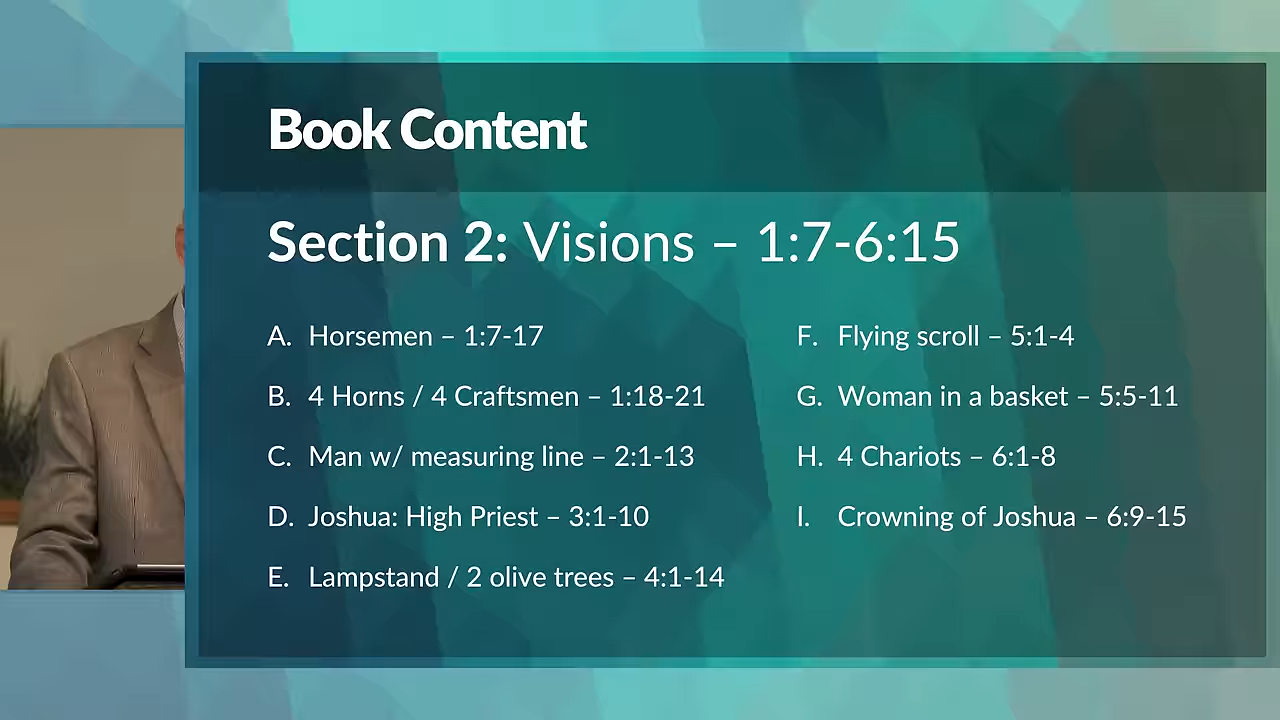 Book Content
Section 2: Visions – 1:7-6:15
A. Horsemen – 1:7-17
B. 4 Horns / 4 Craftsmen – 1:18-21
C. Man w/ measuring line – 2:1-13
D. Joshua: High Priest – 3:1-10
E. Lampstand / 2 olive trees – 4:1-14
F. Flying scroll – 5:1-4
G. Woman in a basket – 5:5-11
H. 4 Chariots – 6:1-8
I. Crowning of Joshua – 6:9-15